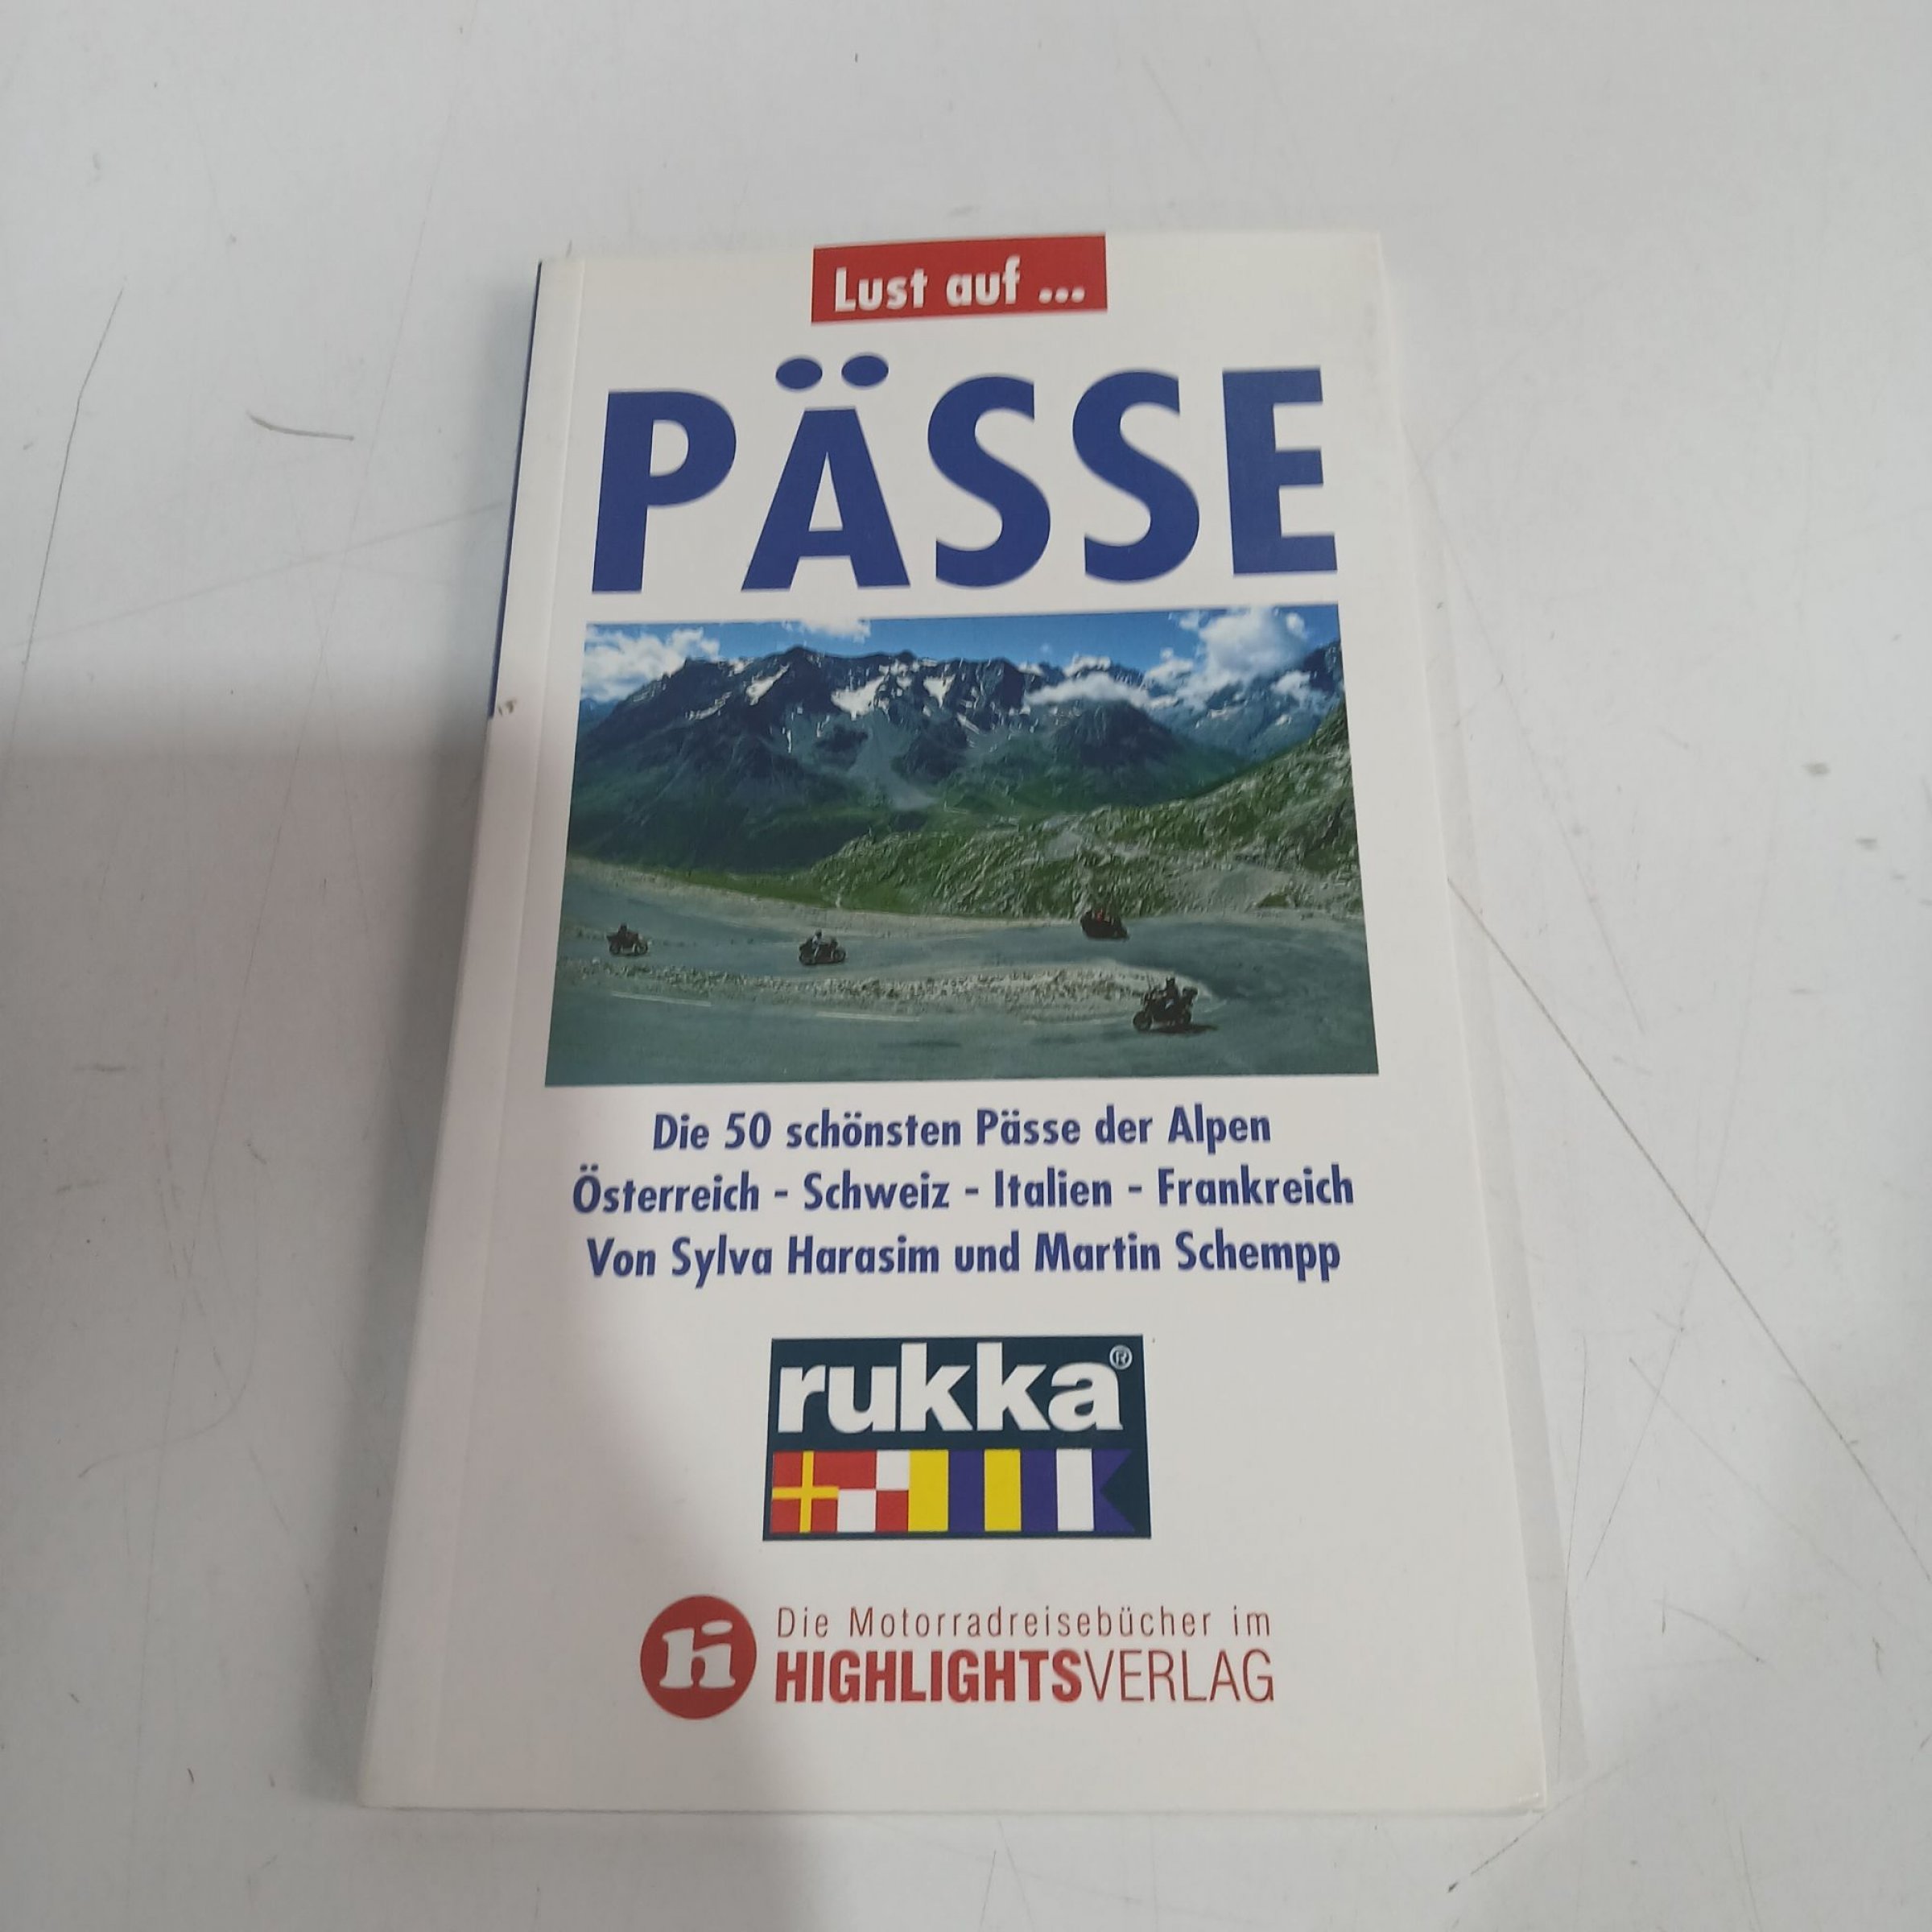 Lust auf ...
PÄSSE
Die 50 schönsten Pässe der Alpen
Österreich - Schweiz - Italien - Frankreich
Von Sylva Harasim und Martin Schempp
rukka®
hi
Die Motorradreisebücher im
HIGHLIGHTSVERLAG